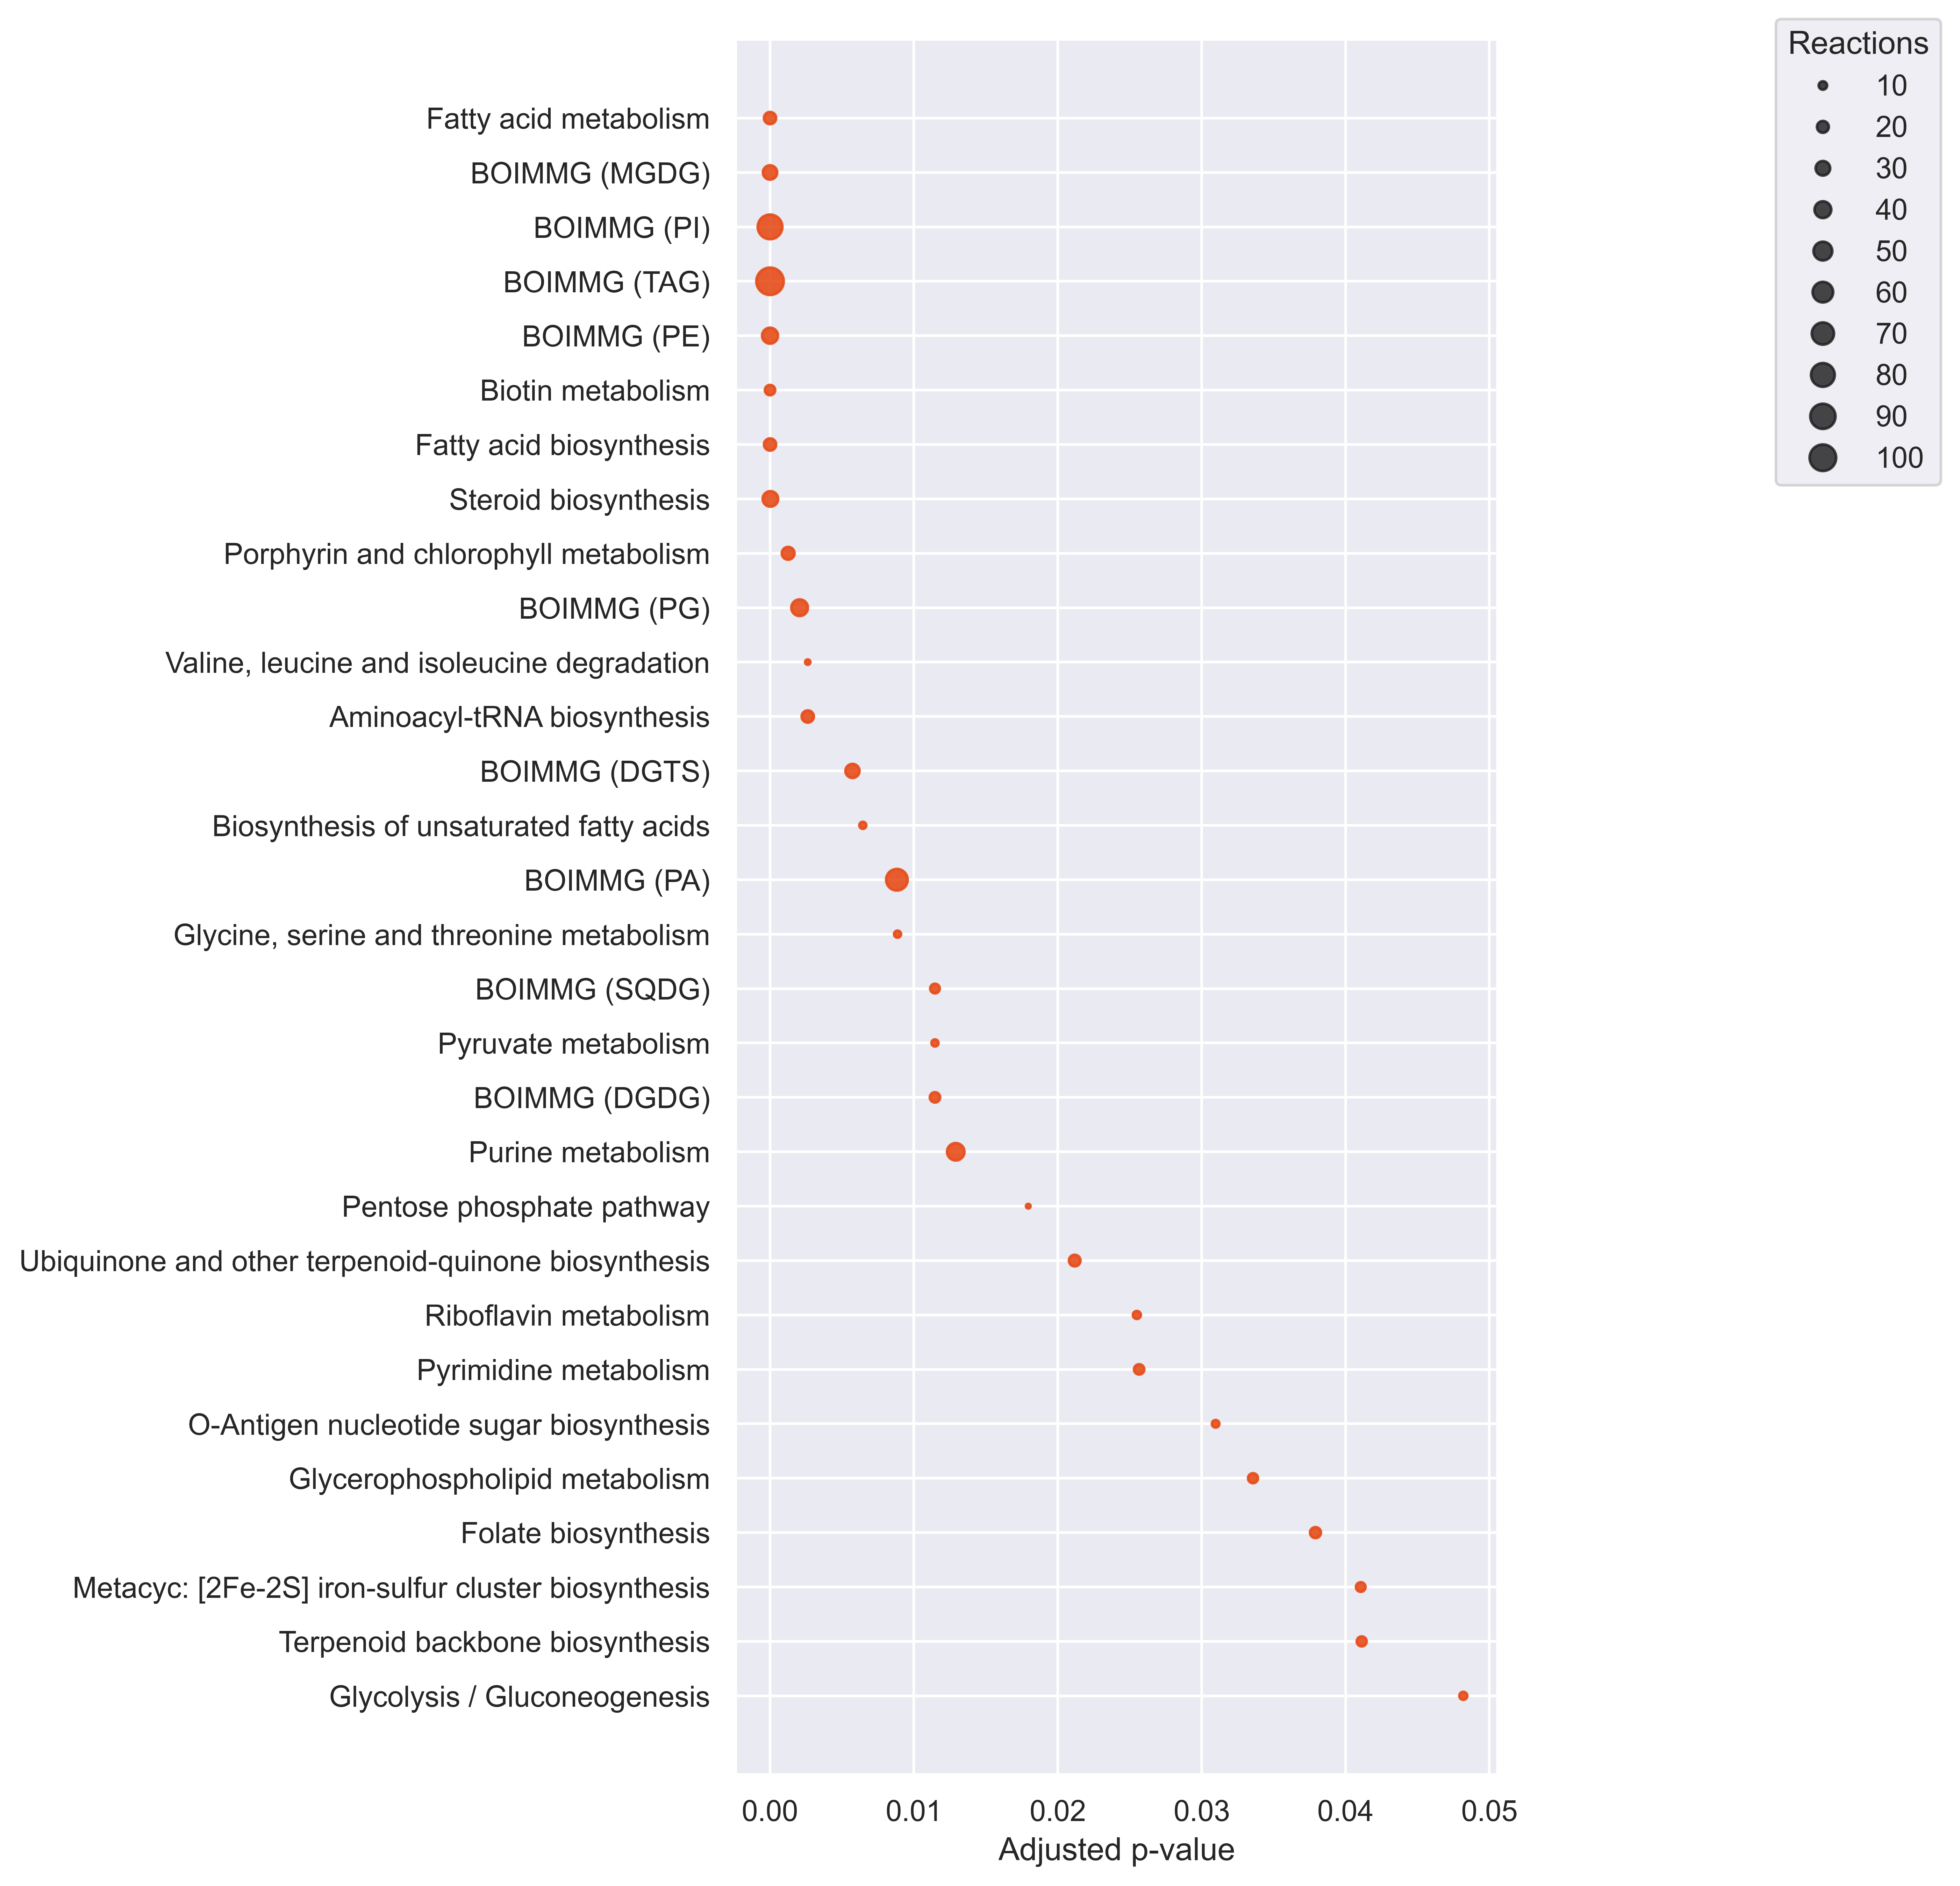 Reactions
10
20
30
40
50
60
70
80
90
100
Fatty acid metabolism
BOIMMG (MGDG)
BOIMMG (PI)
BOIMMG (TAG)
BOIMMG (PE)
Biotin metabolism
Fatty acid biosynthesis
Steroid biosynthesis
Porphyrin and chlorophyll metabolism
BOIMMG (PG)
Valine, leucine and isoleucine degradation
Aminoacyl-tRNA biosynthesis
BOIMMG (DGTS)
Biosynthesis of unsaturated fatty acids
BOIMMG (PA)
Glycine, serine and threonine metabolism
BOIMMG (SQDG)
Pyruvate metabolism
BOIMMG (DGDG)
Purine metabolism
Pentose phosphate pathway
Ubiquinone and other terpenoid-quinone biosynthesis
Riboflavin metabolism
Pyrimidine metabolism
O-Antigen nucleotide sugar biosynthesis
Glycerophospholipid metabolism
Folate biosynthesis
Metacyc: [2Fe-2S] iron-sulfur cluster biosynthesis
Terpenoid backbone biosynthesis
Glycolysis / Gluconeogenesis
0.00 0.01 0.02 0.03 0.04 0.05
Adjusted p-value